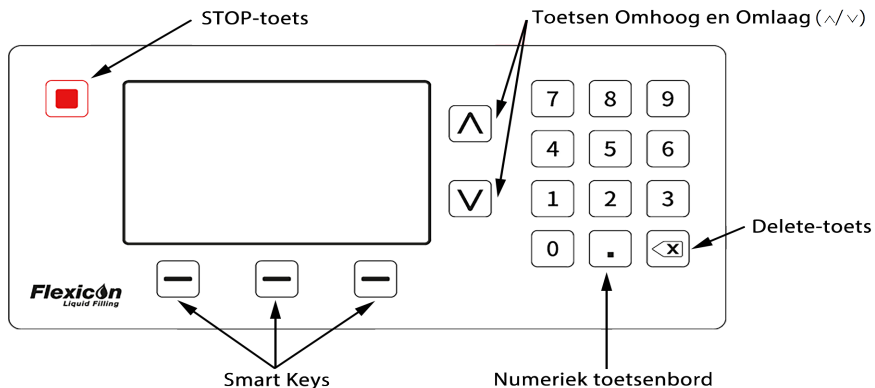 STOP-toets
Toetsen Omhoog en Omlaag (∧/∨)
7 8 9
4 5 6
1 2 3
0 .
X
Delete-toets
Flexicon
Liquid Filling
Smart Keys
Numeriek toetsenbord